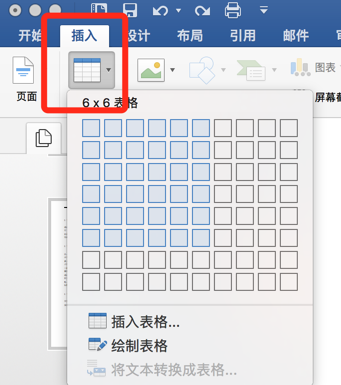 开始 插入 设计 布局 引用 邮件
页面
图表
6 x 6 表格
屏幕截
插入表格...
绘制表格
将文本转换成表格...